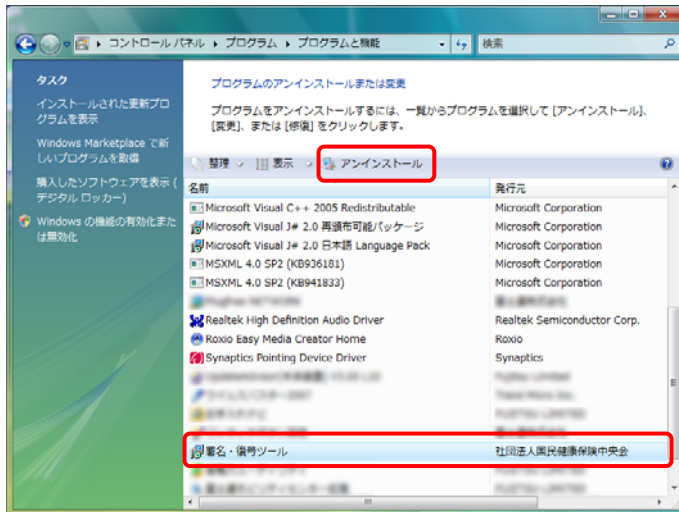 コントロール パネル ▸ プログラム ▸ プログラムと機能
検索
タスク
インストールされた更新プロ
グラムを表示
Windows Marketplace で新
しいプログラムを取得
購入したソフトウェアを表示 (
デジタル ロッカー)
Windows の機能の有効化また
は無効化
プログラムのアンインストールまたは変更
プログラムをアンインストールするには、一覧からプログラムを選択して [アンインストール]、
[変更]、または [修復] をクリックします。
整理 表示 アンインストール
名前 発行元
Microsoft Visual C++ 2005 Redistributable Microsoft Corporation
Microsoft Visual J# 2.0 再頒布可能パッケージ Microsoft Corporation
Microsoft Visual J# 2.0 日本語 Language Pack Microsoft Corporation
MSXML 4.0 SP2 (KB936181) Microsoft Corporation
MSXML 4.0 SP2 (KB941833) Microsoft Corporation
Realtek High Definition Audio Driver Realtek Semiconductor Corp.
Roxio Easy Media Creator Home Roxio
Synaptics Pointing Device Driver Synaptics
署名・復号ツール 社団法人国民健康保険中央会